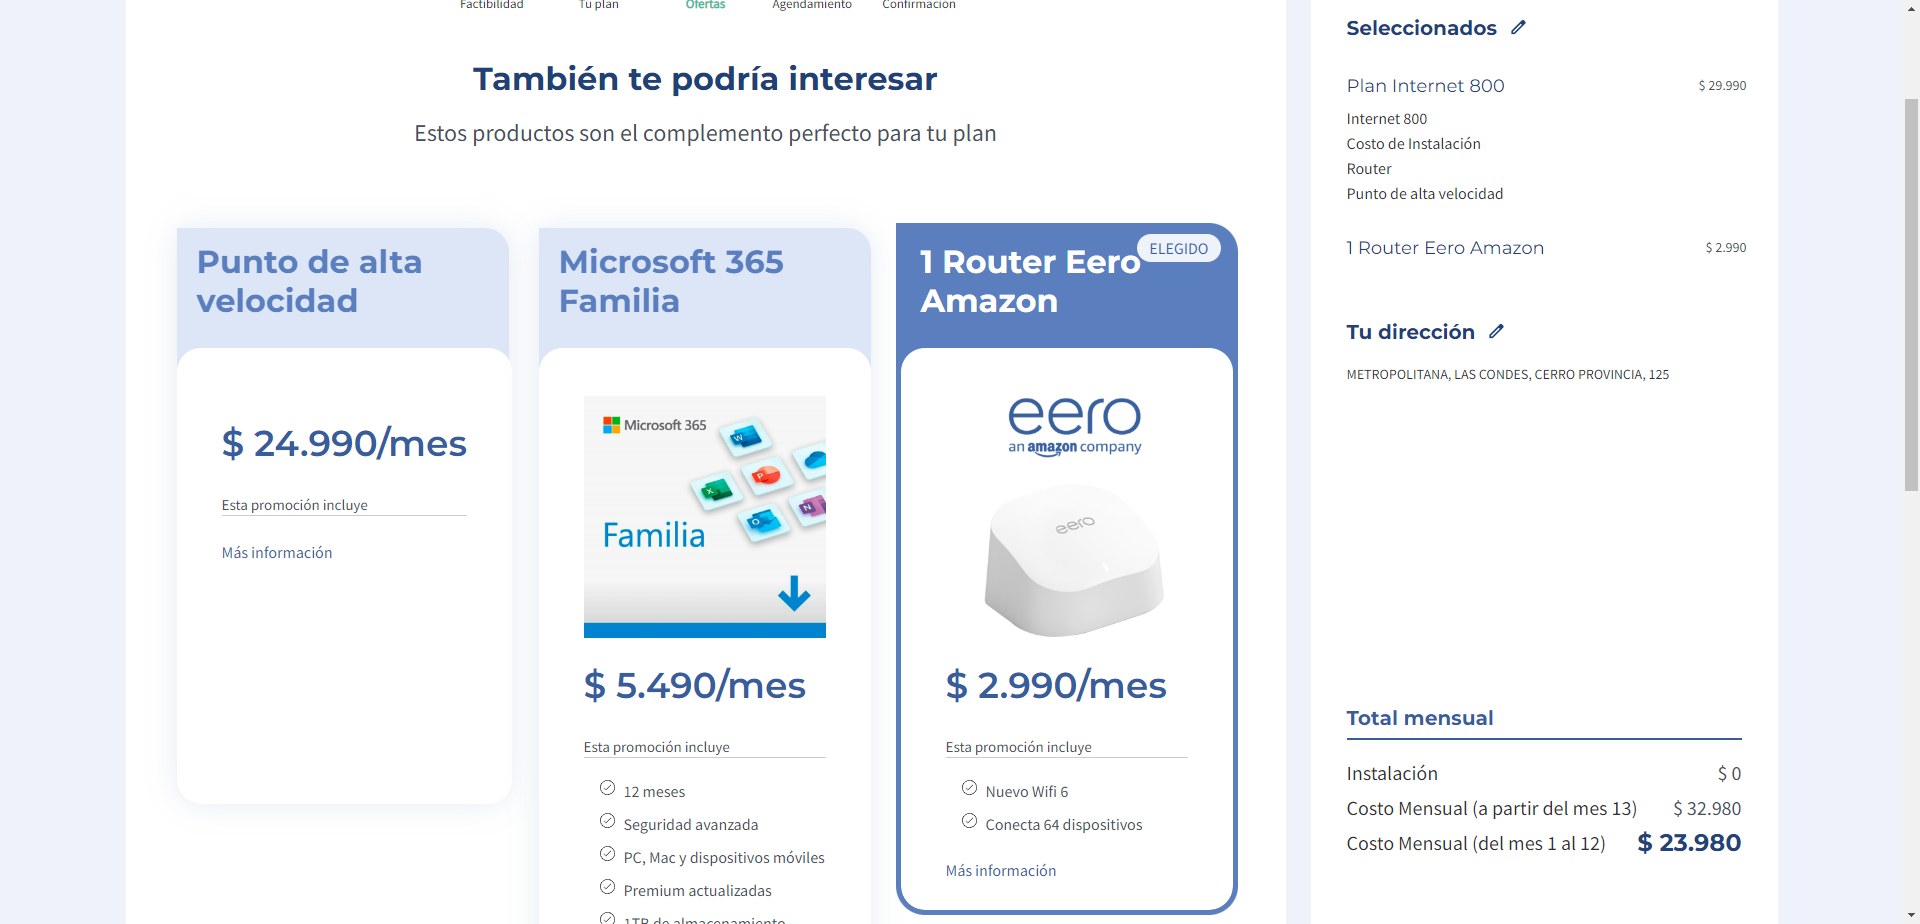 Factibilidad
Tu plan
Ofertas
Agendamiento
Confirmación
También te podría interesar
Estos productos son el complemento perfecto para tu plan
Punto de alta
velocidad
$ 24.990/mes
Esta promoción incluye
Más información
Microsoft 365
Familia
Microsoft 365
W
P
X
N
O
Familia
$ 5.490/mes
Esta promoción incluye
12 meses
Seguridad avanzada
PC, Mac y dispositivos móviles
Premium actualizadas
1TB de almacenamiento
ELEGIDO
1 Router Eero
Amazon
eero
an amazon company
eero
$ 2.990/mes
Esta promoción incluye
Nuevo Wifi 6
Conecta 64 dispositivos
Más información
Seleccionados
Plan Internet 800 $ 29.990
Internet 800
Costo de Instalación
Router
Punto de alta velocidad
1 Router Eero Amazon $ 2.990
Tu dirección
METROPOLITANA, LAS CONDES, CERRO PROVINCIA, 125
Total mensual
Instalación $ 0
Costo Mensual (a partir del mes 13) $ 32.980
Costo Mensual (del mes 1 al 12) $ 23.980